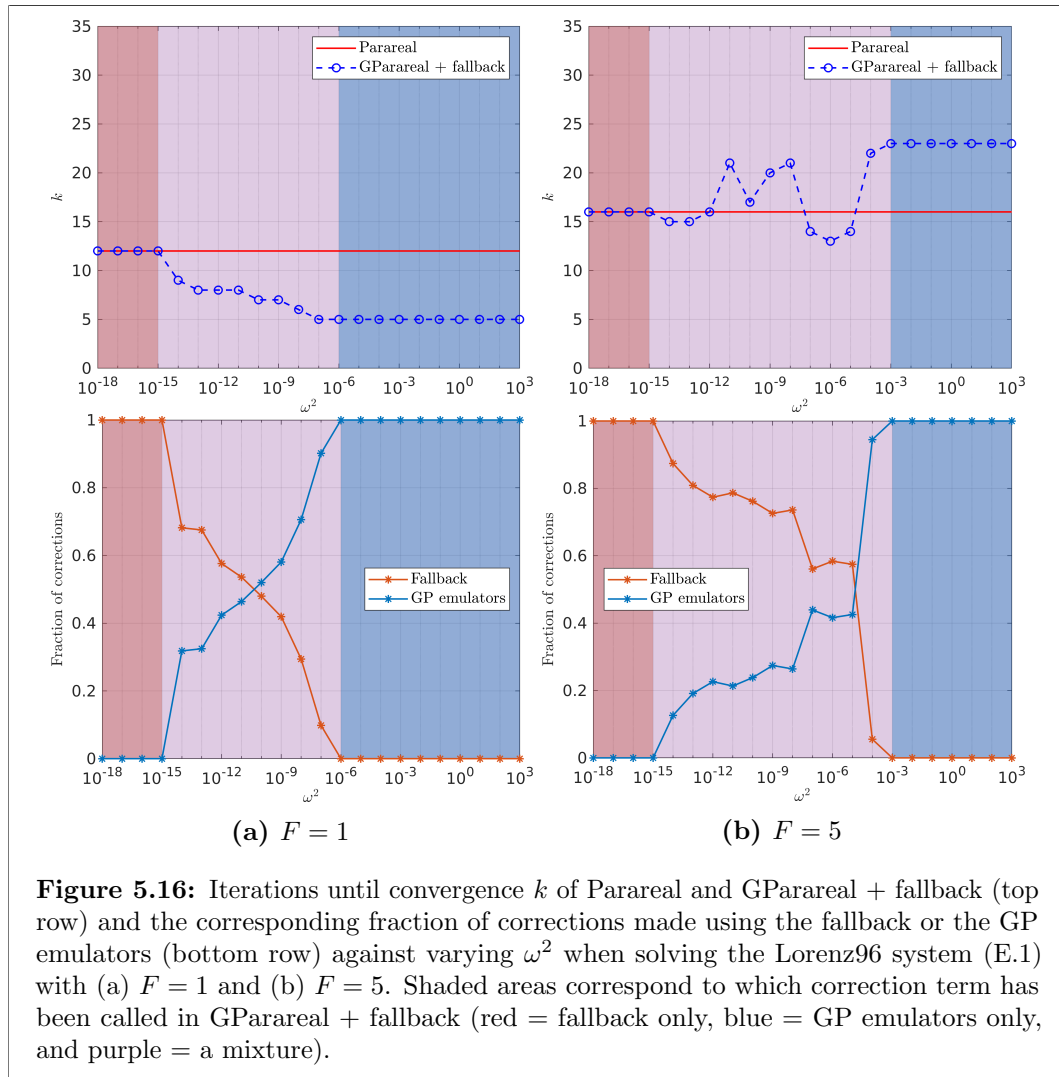 35
30
25
20
15
10
5
0
k
Parareal
GParareal + fallback
10^-18
10^-15
10^-12
10^-9
10^-6
10^-3
10^0
10^3
ω^2
35
30
25
20
15
10
5
0
k
Parareal
GParareal + fallback
10^-18
10^-15
10^-12
10^-9
10^-6
10^-3
10^0
10^3
ω^2
1
0.8
0.6
0.4
0.2
0
Fraction of corrections
Fallback
GP emulators
10^-18
10^-15
10^-12
10^-9
10^-6
10^-3
10^0
10^3
ω^2
1
0.8
0.6
0.4
0.2
0
Fraction of corrections
Fallback
GP emulators
10^-18
10^-15
10^-12
10^-9
10^-6
10^-3
10^0
10^3
ω^2
(a) F = 1
(b) F = 5
Figure 5.16: Iterations until convergence k of Parareal and GParareal + fallback (top
row) and the corresponding fraction of corrections made using the fallback or the GP
emulators (bottom row) against varying ω^2 when solving the Lorenz96 system (E.1)
with (a) F = 1 and (b) F = 5. Shaded areas correspond to which correction term has
been called in GParareal + fallback (red = fallback only, blue = GP emulators only,
and purple = a mixture).